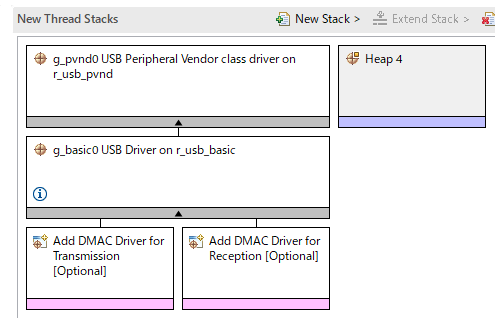 New Thread Stacks
New Stack >
Extend Stack >
g_pvnd0 USB Peripheral Vendor class driver on
r_usb_pvnd
Heap 4
g_basic0 USB Driver on r_usb_basic
Add DMAC Driver for
Transmission
[Optional]
Add DMAC Driver for
Reception [Optional]